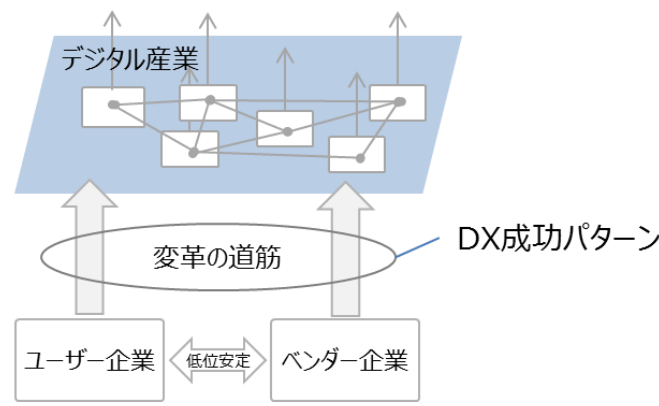 デジタル産業
変革の道筋
DX成功パターン
ユーザー企業
低位安定
ベンダー企業